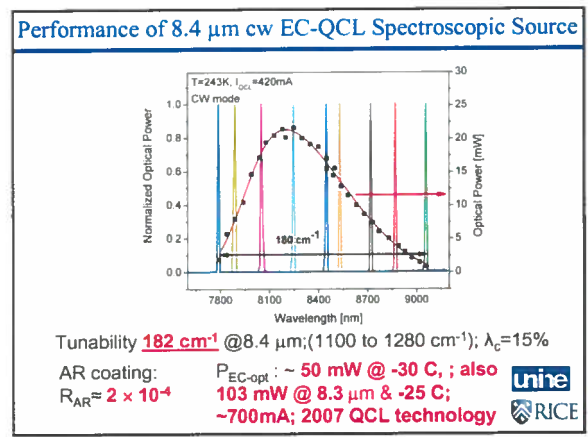 Performance of 8.4 µm cw EC-QCL Spectroscopic Source
T=243K, I_QCL=420mA
CW mode
30
25
20
15
10
5
0
1.0
0.8
0.6
0.4
0.2
0.0
Normalized Optical Power
Optical Power [mW]
180 cm⁻¹
7800 8100 8400 8700 9000
Wavelength [nm]
Tunability 182 cm⁻¹ @8.4 µm;(1100 to 1280 cm⁻¹); λc=15%
AR coating:
R_AR≈ 2 × 10⁻⁴
P_EC-opt : ~ 50 mW @ -30 C, ; also
103 mW @ 8.3 µm & -25 C;
~700mA; 2007 QCL technology
unine
RICE